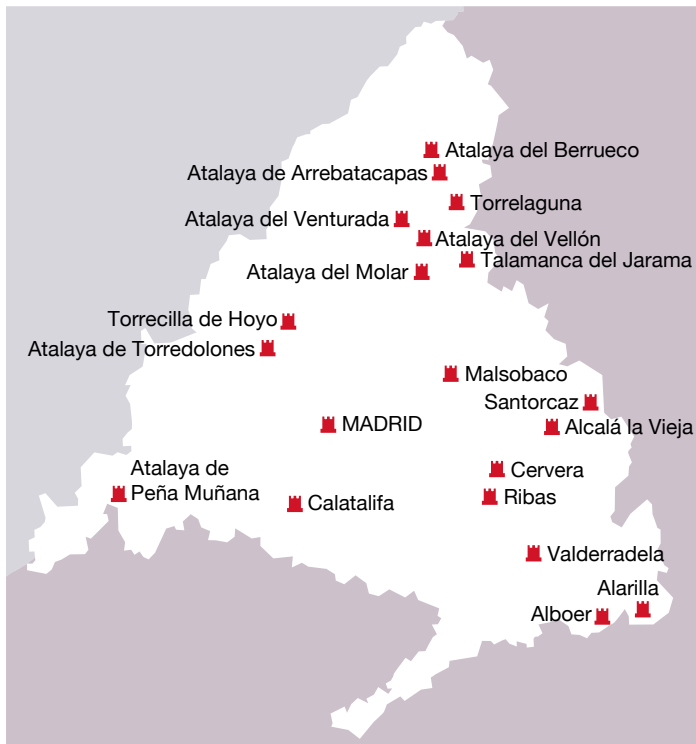 Atalaya del Berrueco
Atalaya de Arrebatacapas
Torrelaguna
Atalaya del Venturada
Atalaya del Vellón
Talamanca del Jarama
Atalaya del Molar
Torrecilla de Hoyo
Atalaya de Torredolones
Malsobaco
Santorcaz
MADRID
Alcalá la Vieja
Atalaya de
Peña Muñana
Cervera
Calatalifa
Ribas
Valderradela
Alarilla
Alboer